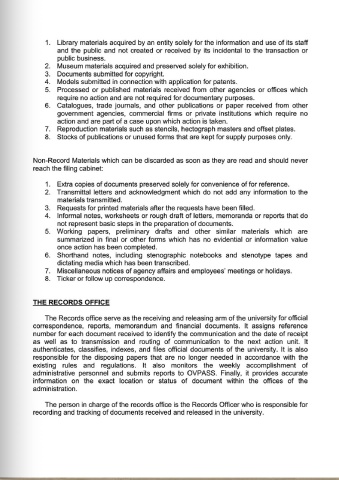 1. Library materials acquired by an entity solely for the information and use of its staff
and the public and not created or received by its incidental to the transaction or
public business.
2. Museum materials acquired and preserved solely for exhibition.
3. Documents submitted for copyright.
4. Models submitted in connection with application for patents.
5. Processed or published materials received from other agencies or offices which
require no action and are not required for documentary purposes.
6. Catalogues, trade journals, and other publications or paper received from other
government agencies, commercial firms or private institutions which require no
action and are part of a case upon which action is taken.
7. Reproduction materials such as stencils, hectograph masters and offset plates.
8. Stocks of publications or unused forms that are kept for supply purposes only.
Non-Record Materials which can be discarded as soon as they are read and should never
reach the filing cabinet:
1. Extra copies of documents preserved solely for convenience of for reference.
2. Transmittal letters and acknowledgment which do not add any information to the
materials transmitted.
3. Requests for printed materials after the requests have been filled.
4. Informal notes, worksheets or rough draft of letters, memoranda or reports that do
not represent basic steps in the preparation of documents.
5. Working papers, preliminary drafts and other similar materials which are
summarized in final or other forms which has no evidential or information value
once action has been completed.
6. Shorthand notes, including stenographic notebooks and stenotype tapes and
dictating media which has been transcribed.
7. Miscellaneous notices of agency affairs and employees' meetings or holidays.
8. Ticker or follow up correspondence.
THE RECORDS OFFICE
The Records office serve as the receiving and releasing arm of the university for official
correspondence, reports, memorandum and financial documents. It assigns reference
number for each document received to identify the communication and the date of receipt
as well as to transmission and routing of communication to the next action unit. It
authenticates, classifies, indexes, and files official documents of the university. It is also
responsible for the disposing papers that are no longer needed in accordance with the
existing rules and regulations. It also monitors the weekly accomplishment of
administrative personnel and submits reports to OVPASS. Finally, it provides accurate
information on the exact location or status of document within the offices of the
administration.
The person in charge of the records office is the Records Officer who is responsible for
recording and tracking of documents received and released in the university.